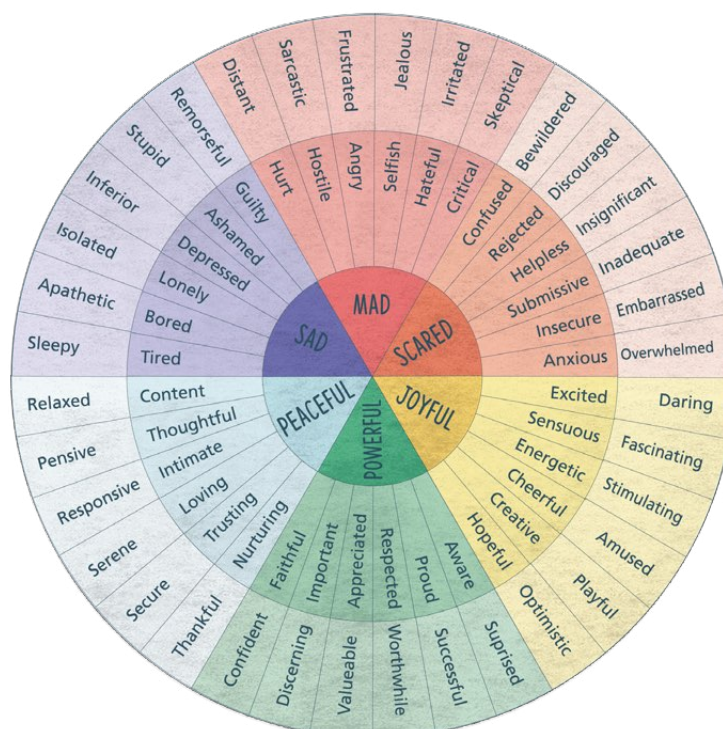 MAD
SCARED
JOYFUL
POWERFUL
PEACEFUL
SAD
Hurt
Hostile
Angry
Selfish
Hateful
Critical
Confused
Rejected
Helpless
Submissive
Insecure
Anxious
Excited
Sensuous
Energetic
Cheerful
Creative
Hopeful
Aware
Proud
Respected
Appreciated
Important
Faithful
Nurturing
Trusting
Loving
Intimate
Thoughtful
Content
Tired
Bored
Lonely
Depressed
Ashamed
Guilty
Distant
Sarcastic
Frustrated
Jealous
Irritated
Skeptical
Bewildered
Discouraged
Insignificant
Inadequate
Embarrassed
Overwhelmed
Daring
Fascinating
Stimulating
Amused
Playful
Optimistic
Suprised
Successful
Worthwhile
Valueable
Discerning
Confident
Thankful
Secure
Serene
Responsive
Pensive
Relaxed
Sleepy
Apathetic
Isolated
Inferior
Stupid
Remorseful